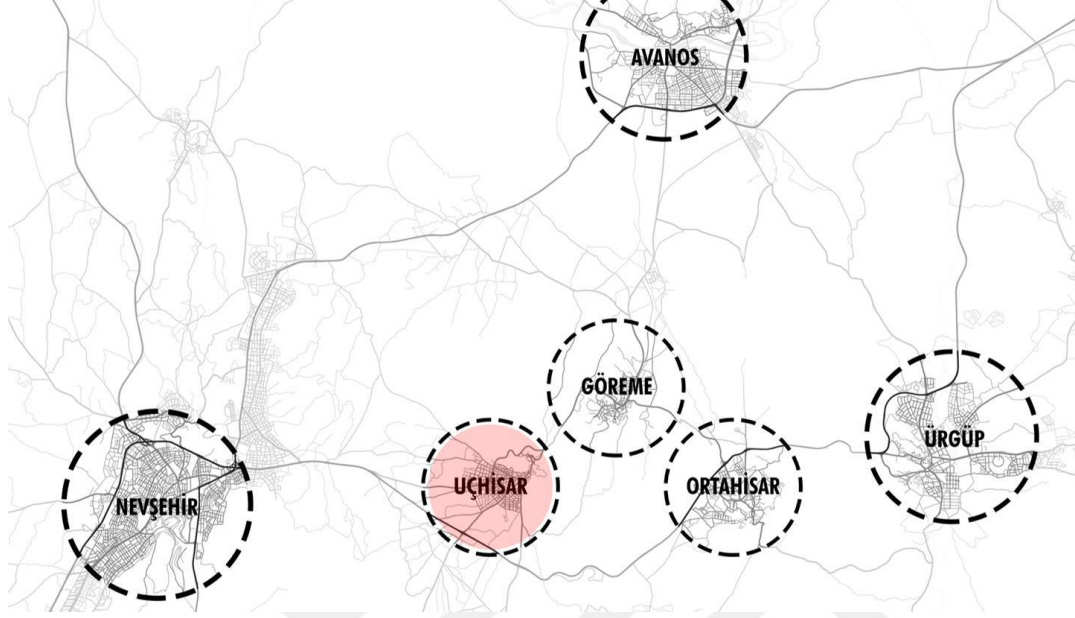 AVANOS
GÖREME
ÜRGÜP
UÇHİSAR
ORTAHİSAR
NEVŞEHİR